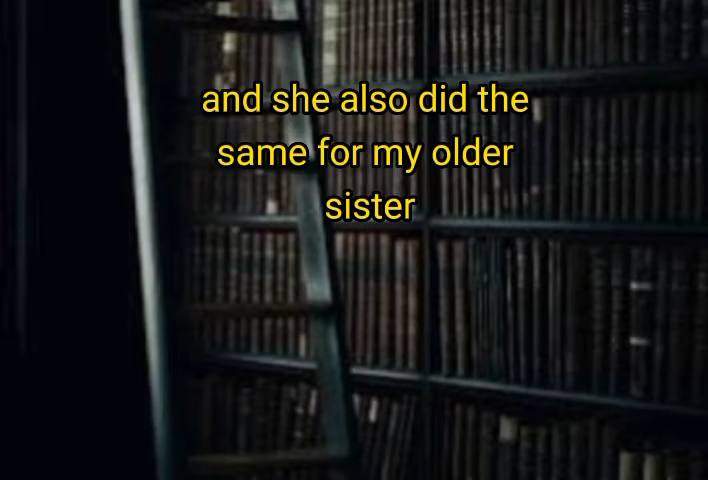 and she also did the
same for my older
sister